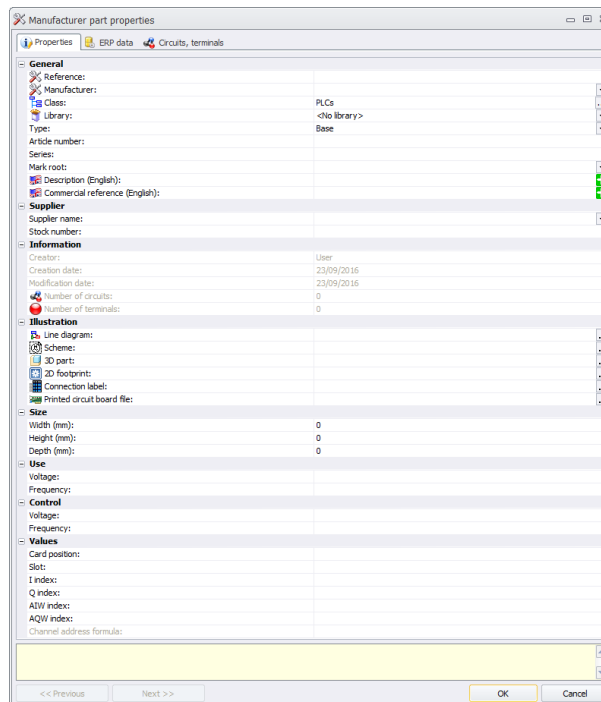 Manufacturer part properties
Properties ERP data Circuits, terminals
General
Reference:
Manufacturer:
Class: PLCs
Library: <No library>
Type: Base
Article number:
Series:
Mark root:
Description (English):
Commercial reference (English):
Supplier
Supplier name:
Stock number:
Information
Creator: User
Creation date: 23/09/2016
Modification date: 23/09/2016
Number of circuits: 0
Number of terminals: 0
Illustration
Line diagram:
Scheme:
3D part:
2D footprint:
Connection label:
Printed circuit board file:
Size
Width (mm): 0
Height (mm): 0
Depth (mm): 0
Use
Voltage:
Frequency:
Control
Voltage:
Frequency:
Values
Card position:
Slot:
I index:
Q index:
AIW index:
AQW index:
Channel address formula:
<< Previous Next >> OK Cancel